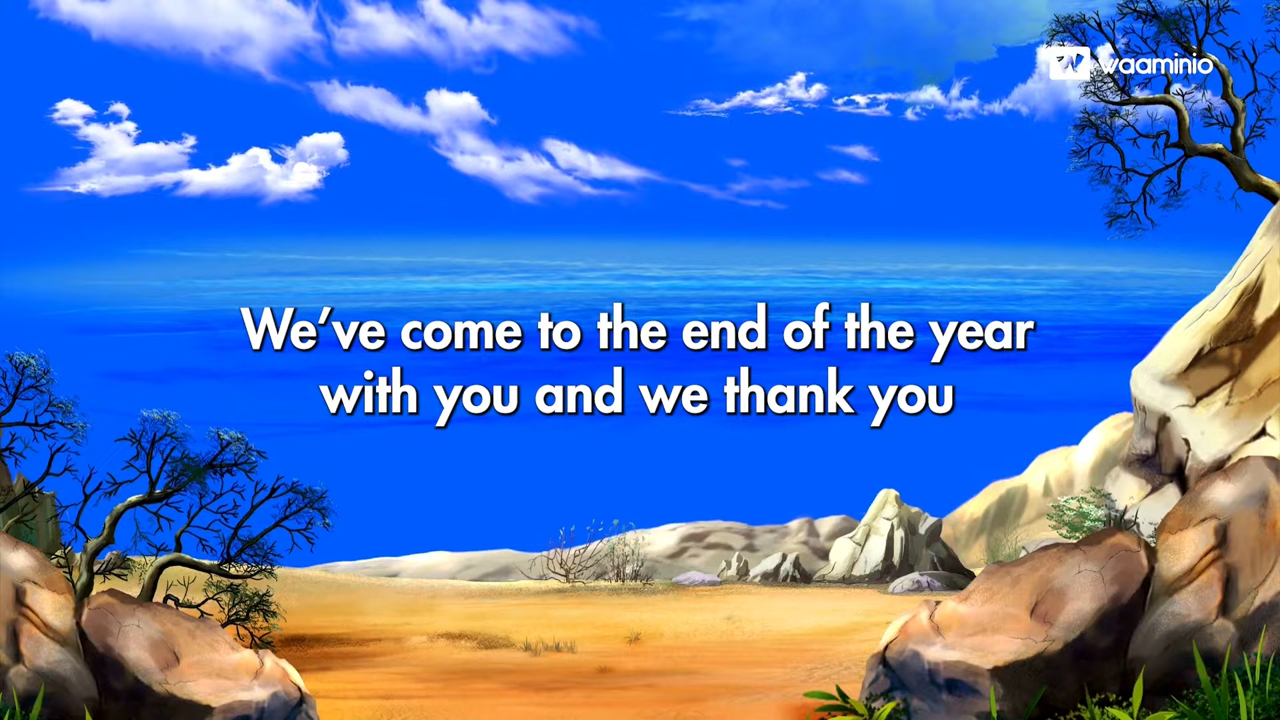 waaminio
We’ve come to the end of the year
with you and we thank you